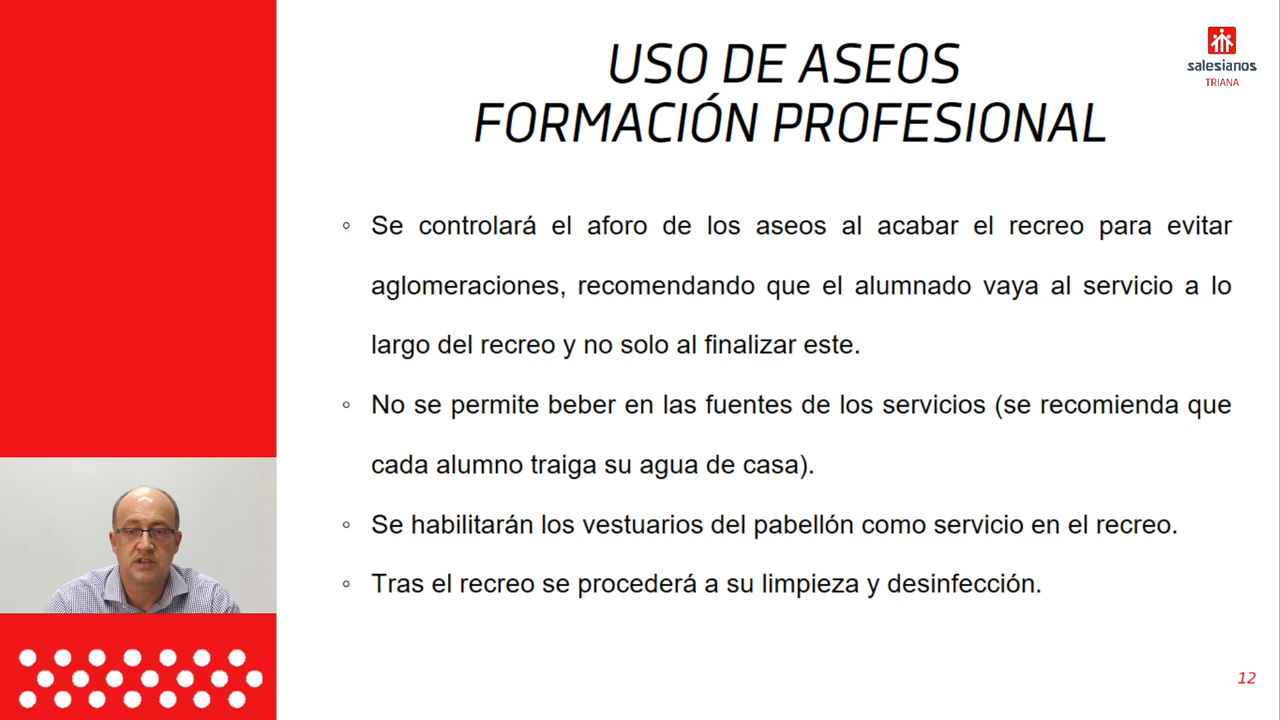 USO DE ASEOS
FORMACIÓN PROFESIONAL
salesianos
TRIANA
◦ Se controlará el aforo de los aseos al acabar el recreo para evitar
aglomeraciones, recomendando que el alumnado vaya al servicio a lo
largo del recreo y no solo al finalizar este.
◦ No se permite beber en las fuentes de los servicios (se recomienda que
cada alumno traiga su agua de casa).
◦ Se habilitarán los vestuarios del pabellón como servicio en el recreo.
◦ Tras el recreo se procederá a su limpieza y desinfección.
12